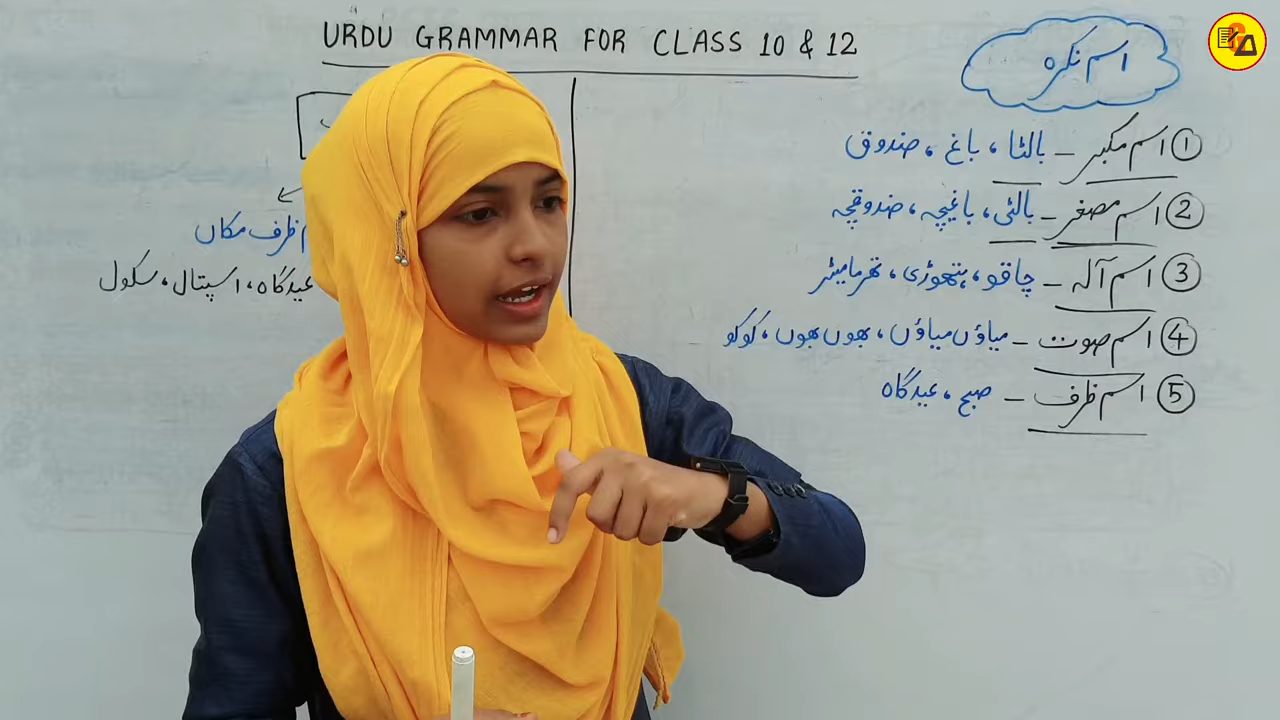 URDU GRAMMAR FOR CLASS 10 & 12
اسم نکرہ
① اسم مکبر – بالٹا، باغ، صندوق
② اسم مصغر – بالٹی، باغیچہ، صندوقچہ
③ اسم آلہ – چاقو، ہتھوڑی، تھرمامیٹر
④ اسم صوت – میاؤں میاؤں، بھوں بھوں، کوکو
⑤ اسم ظرف – صبح، عیدگاہ
ظرف مکاں
عیدگاہ، اسپتال، سکول